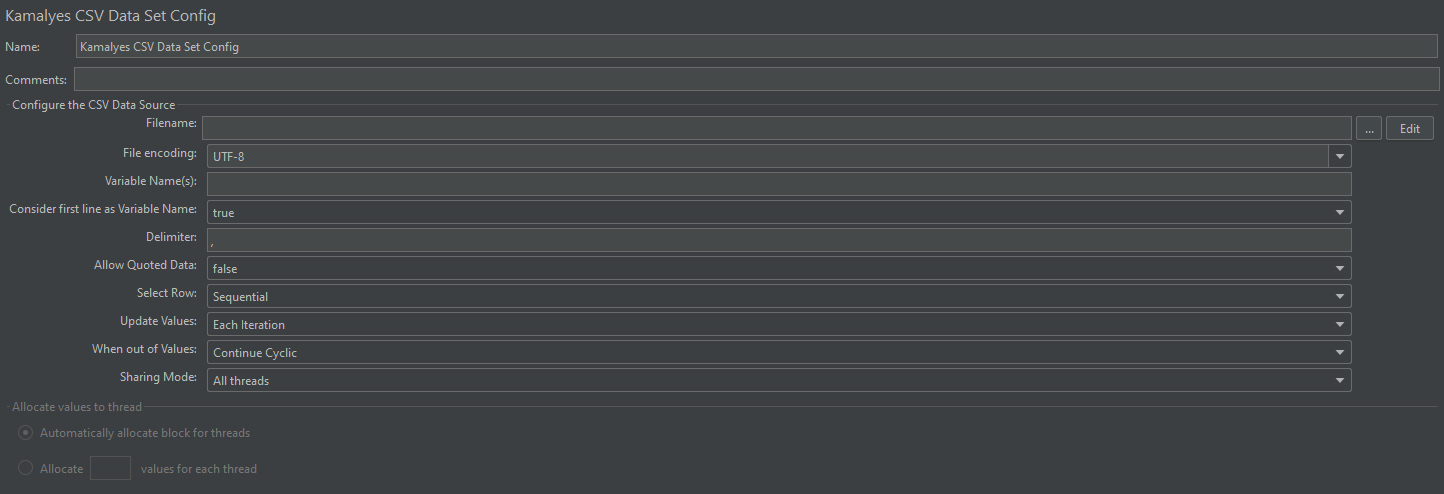 Kamalyes CSV Data Set Config
Name: Kamalyes CSV Data Set Config
Comments:
Configure the CSV Data Source
Filename: ... Edit
File encoding: UTF-8
Variable Name(s):
Consider first line as Variable Name: true
Delimiter: ,
Allow Quoted Data: false
Select Row: Sequential
Update Values: Each Iteration
When out of Values: Continue Cyclic
Sharing Mode: All threads
Allocate values to thread
Automatically allocate block for threads
Allocate values for each thread